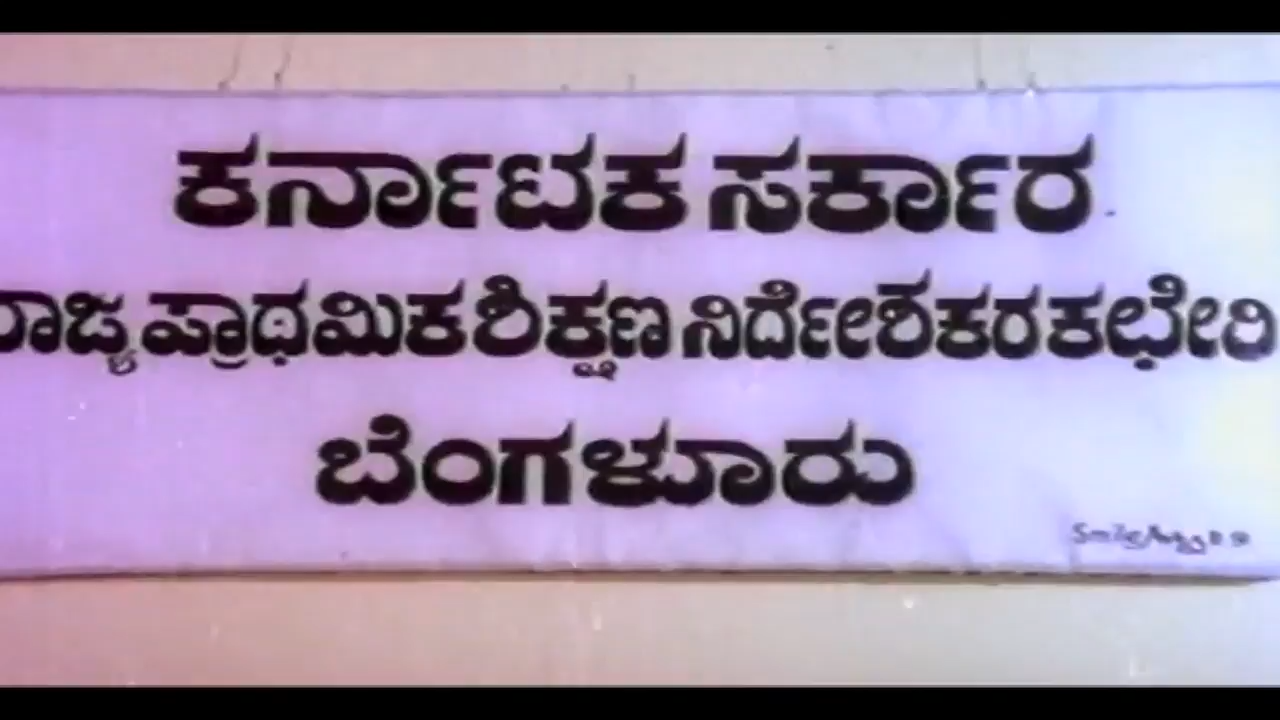 ಕರ್ನಾಟಕ ಸರ್ಕಾರ
ರಾಜ್ಯ ಪ್ರಾಥಮಿಕ ಶಿಕ್ಷಣ ನಿರ್ದೇಶಕರ ಕಛೇರಿ
ಬೆಂಗಳೂರು